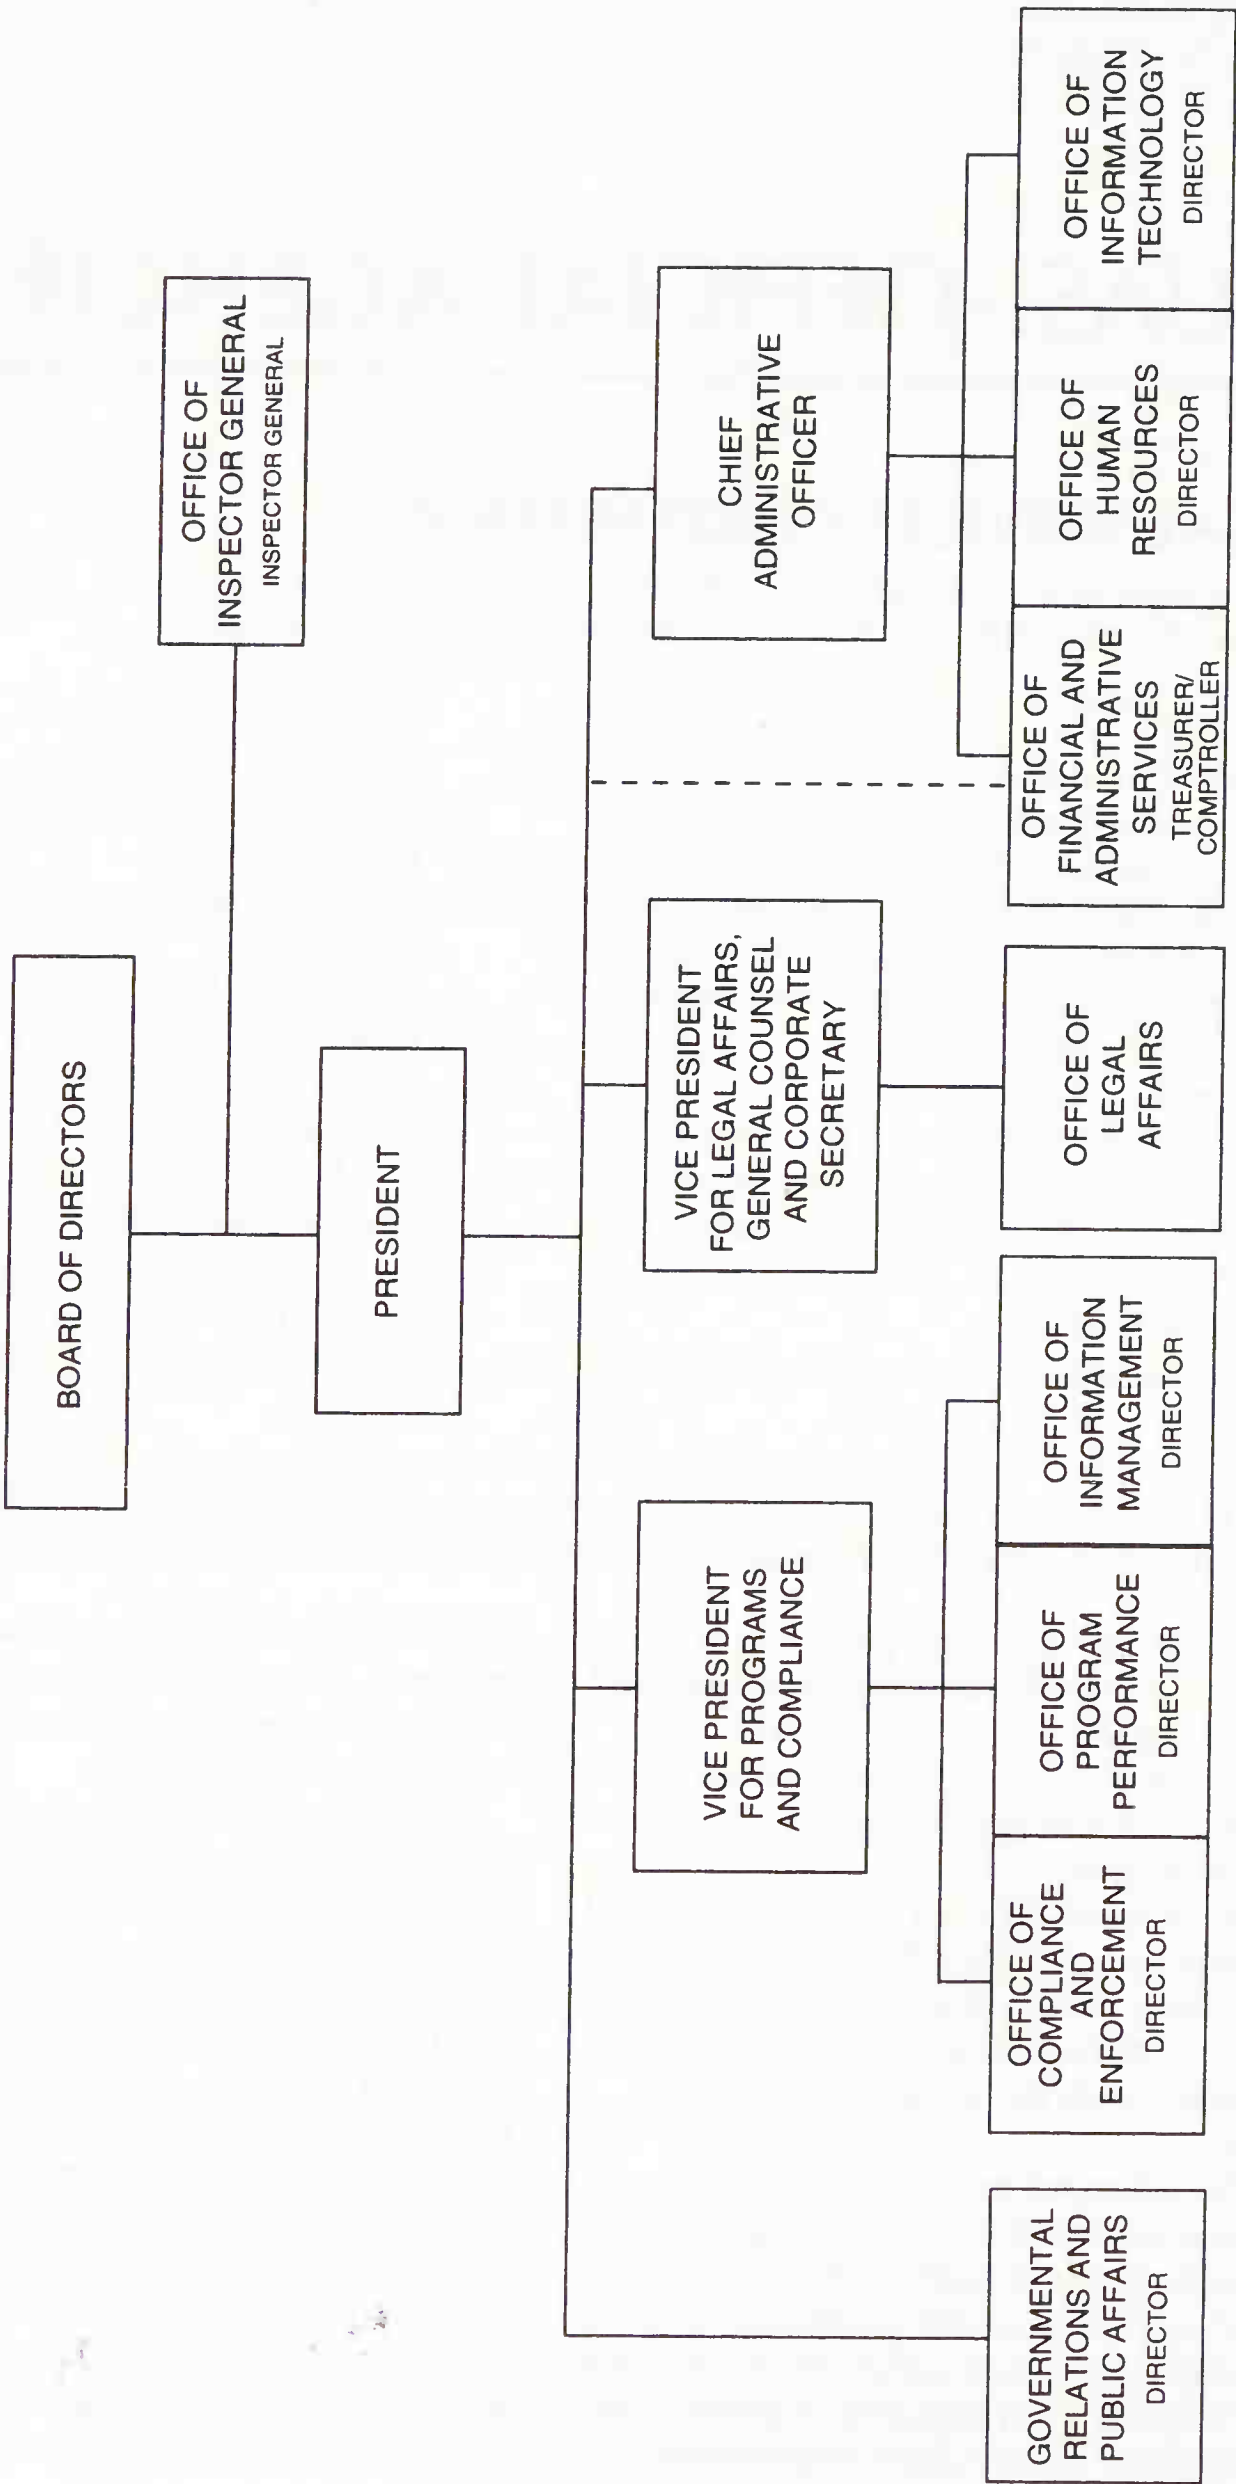 BOARD OF DIRECTORS
OFFICE OF
INSPECTOR GENERAL
INSPECTOR GENERAL
PRESIDENT
VICE PRESIDENT
FOR PROGRAMS
AND COMPLIANCE
VICE PRESIDENT
FOR LEGAL AFFAIRS,
GENERAL COUNSEL
AND CORPORATE
SECRETARY
CHIEF
ADMINISTRATIVE
OFFICER
GOVERNMENTAL
RELATIONS AND
PUBLIC AFFAIRS
DIRECTOR
OFFICE OF
COMPLIANCE
AND
ENFORCEMENT
DIRECTOR
OFFICE OF
PROGRAM
PERFORMANCE
DIRECTOR
OFFICE OF
INFORMATION
MANAGEMENT
DIRECTOR
OFFICE OF
LEGAL
AFFAIRS
OFFICE OF
FINANCIAL AND
ADMINISTRATIVE
SERVICES
TREASURER/
COMPTROLLER
OFFICE OF
HUMAN
RESOURCES
DIRECTOR
OFFICE OF
INFORMATION
TECHNOLOGY
DIRECTOR